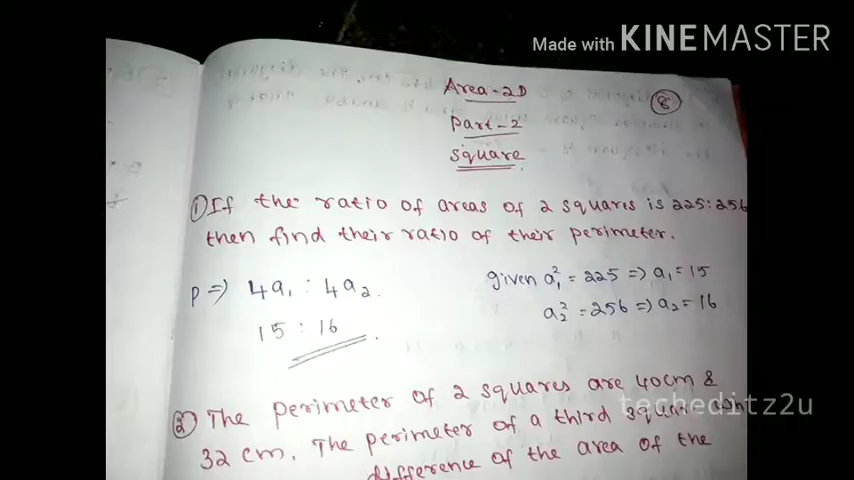 Made with KINEMASTER
Area-2D
8
Part-2
Square
① If the ratio of areas of 2 squares is 225:256
then find their ratio of their perimeter.
P => 4a₁ : 4a₂
given a₁² = 225 => a₁ = 15
a₂² = 256 => a₂ = 16
15 : 16
② The perimeter of 2 squares are 40cm &
techeditz2u
32 cm. The perimeter of a third square
difference of the area of the